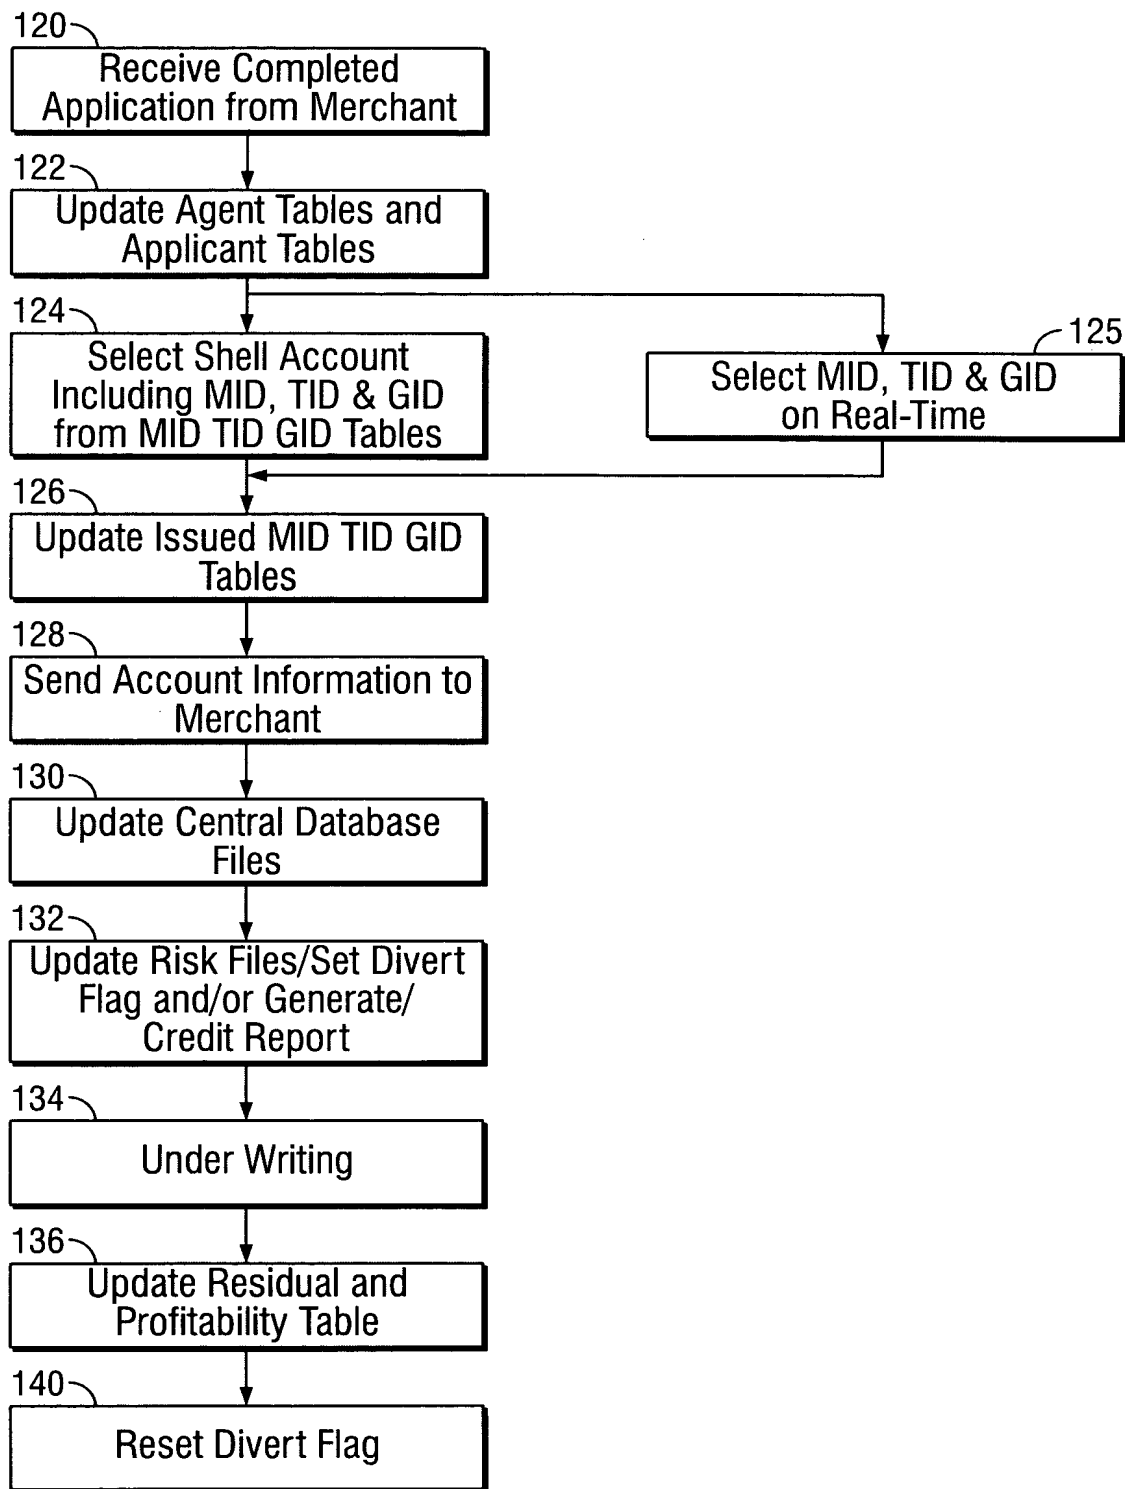 120
Receive Completed
Application from Merchant
122
Update Agent Tables and
Applicant Tables
124
Select Shell Account
Including MID, TID & GID
from MID TID GID Tables
125
Select MID, TID & GID
on Real-Time
126
Update Issued MID TID GID
Tables
128
Send Account Information to
Merchant
130
Update Central Database
Files
132
Update Risk Files/Set Divert
Flag and/or Generate/
Credit Report
134
Under Writing
136
Update Residual and
Profitability Table
140
Reset Divert Flag